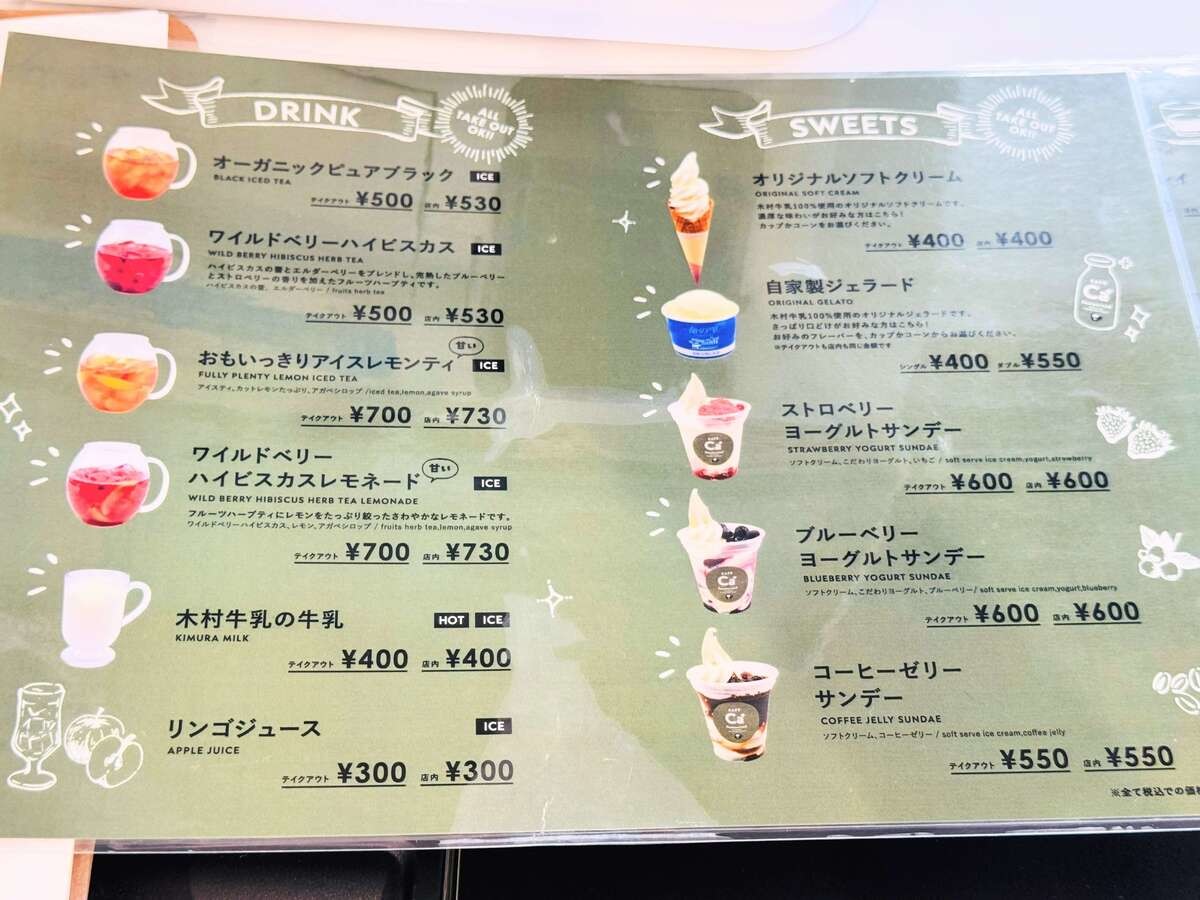 DRINK
ALL
TAKE OUT
OK!!
オーガニックピュアブラック ICE
BLACK ICED TEA
テイクアウト ¥500 店内 ¥530
ワイルドベリーハイビスカス ICE
WILD BERRY HIBISCUS HERB TEA
ハイビスカスの蕾とエルダーベリーをブレンドし、完熟したブルーベリー
とストロベリーの香りを加えたフルーツハーブティです。
ハイビスカスの蕾、エルダーベリー / fruits herb tea
テイクアウト ¥500 店内 ¥530
おもいっきりアイスレモンティ 甘い ICE
FULLY PLENTY LEMON ICED TEA
アイスティ、カットレモンたっぷり、アガペシロップ /iced tea,lemon,agave syrup
テイクアウト ¥700 店内 ¥730
ワイルドベリー
ハイビスカスレモネード 甘い ICE
WILD BERRY HIBISCUS HERB TEA LEMONADE
フルーツハーブティにレモンをたっぷり絞ったさわやかなレモネードです。
ワイルドベリーハイビスカス、レモン、アガペシロップ / fruits herb tea,lemon,agave syrup
テイクアウト ¥700 店内 ¥730
木村牛乳の牛乳 HOT ICE
KIMURA MILK
テイクアウト ¥400 店内 ¥400
リンゴジュース ICE
APPLE JUICE
テイクアウト ¥300 店内 ¥300
SWEETS
ALL
TAKE OUT
OK!!
オリジナルソフトクリーム
ORIGINAL SOFT CREAM
木村牛乳100%使用のオリジナルソフトクリームです。
濃厚な味わいがお好みな方はこちら!
カップかコーンをお選びください。
テイクアウト ¥400 店内 ¥400
自家製ジェラード
ORIGINAL GELATO
木村牛乳100%使用のオリジナルジェラードです。
さっぱり口どけがお好みな方はこちら!
お好みのフレーバーを、カップかコーンからお選びください。
※テイクアウトも店内も同じ金額です
シングル ¥400 ダブル ¥550
CAFE
Ca
ストロベリー
ヨーグルトサンデー
STRAWBERRY YOGURT SUNDAE
ソフトクリーム、こだわりヨーグルト、いちご / soft serve ice cream,yogurt,strawberry
テイクアウト ¥600 店内 ¥600
CAFE
Ca
ブルーベリー
ヨーグルトサンデー
BLUEBERRY YOGURT SUNDAE
ソフトクリーム、こだわりヨーグルト、ブルーベリー / soft serve ice cream,yogurt,blueberry
テイクアウト ¥600 店内 ¥600
CAFE
Ca
コーヒーゼリー
サンデー
COFFEE JELLY SUNDAE
ソフトクリーム、コーヒーゼリー / soft serve ice cream,coffee jelly
テイクアウト ¥550 店内 ¥550
CAFE
Ca
※全て税込での価